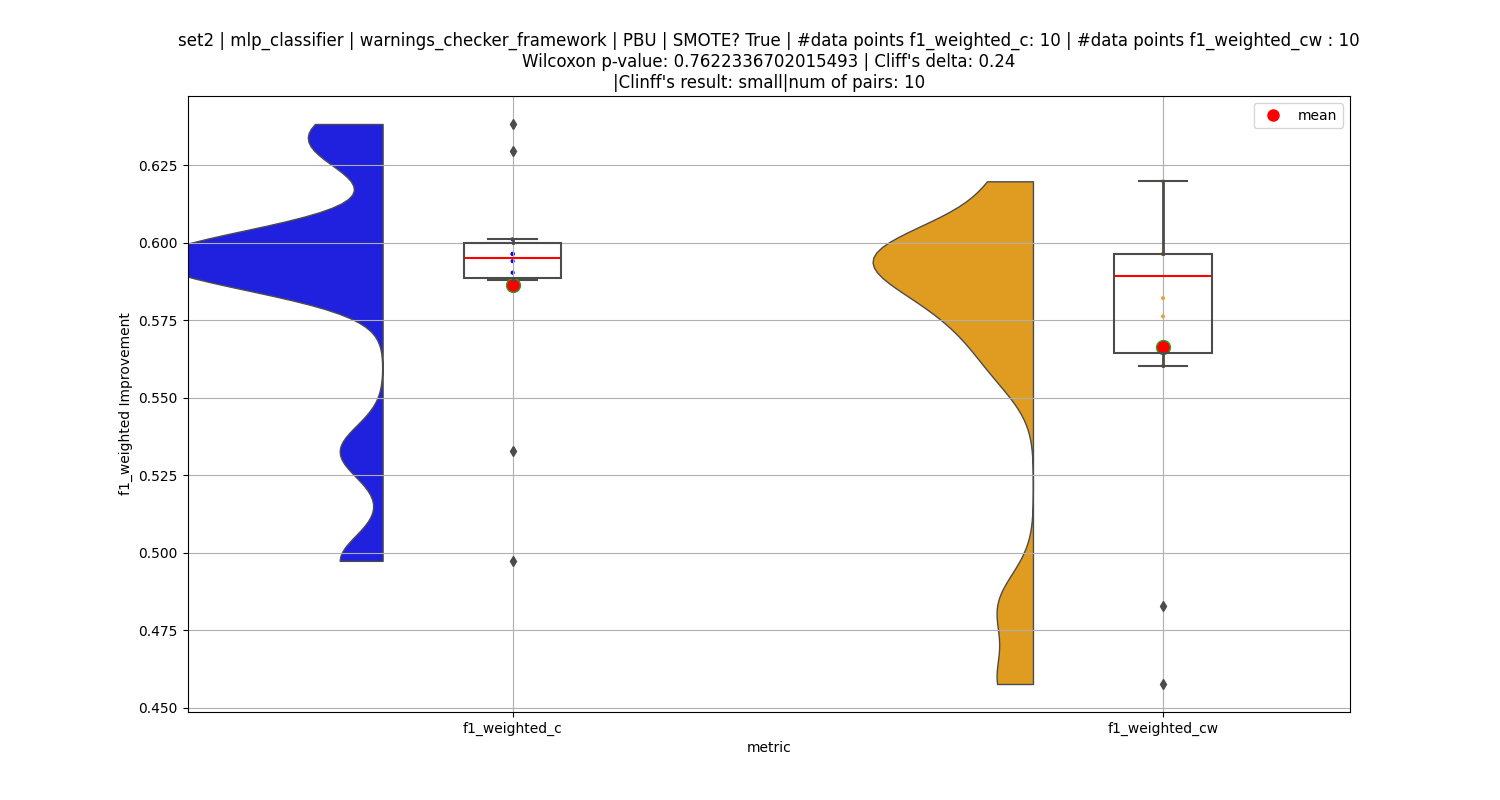 set2 | mlp_classifier | warnings_checker_framework | PBU | SMOTE? True | #data points f1_weighted_c: 10 | #data points f1_weighted_cw : 10
Wilcoxon p-value: 0.7622336702015493 | Cliff's delta: 0.24
|Clinff's result: small|num of pairs: 10
mean
0.625
0.600
0.575
0.550
0.525
0.500
0.475
0.450
f1_weighted Improvement
f1_weighted_c
f1_weighted_cw
metric